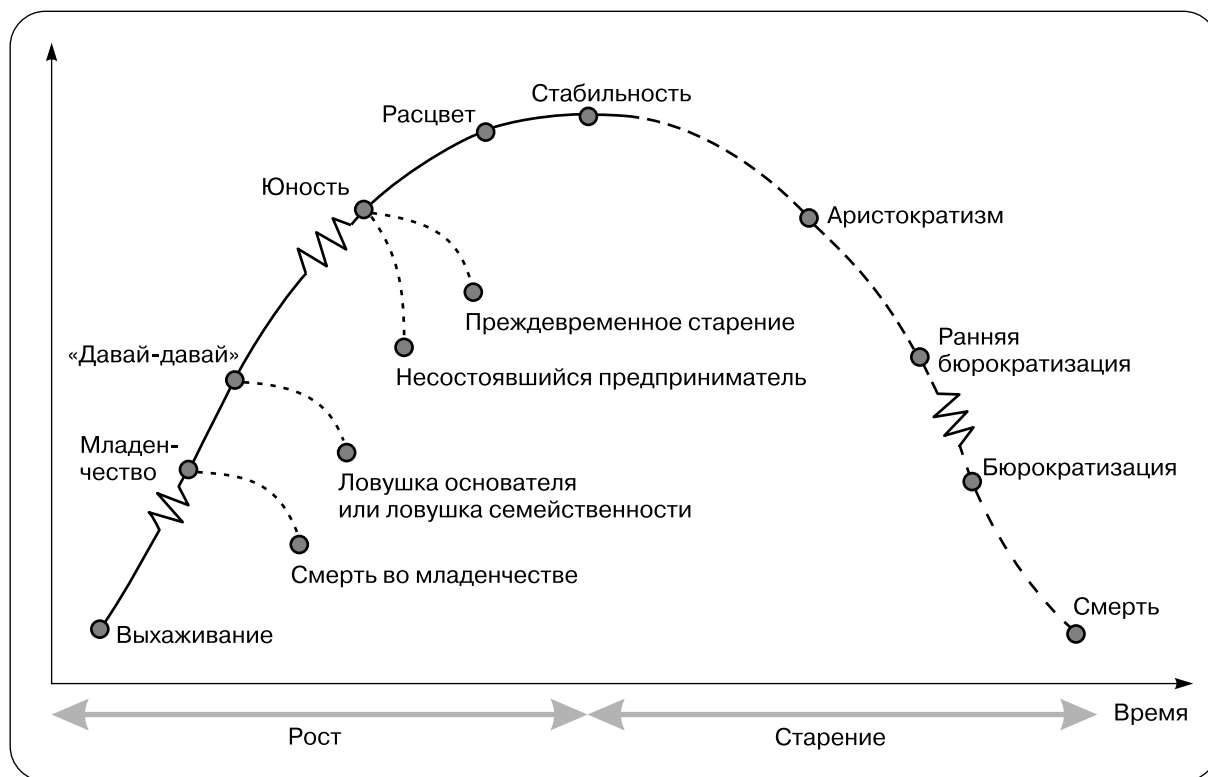 Стабильность
Расцвет
Юность
Аристократизм
Преждевременное старение
Ранняя
бюрократизация
«Давай-давай»
Несостоявшийся предприниматель
Младен-
чество
Бюрократизация
Ловушка основателя
или ловушка семейственности
Смерть во младенчестве
Смерть
Выхаживание
Время
Рост
Старение